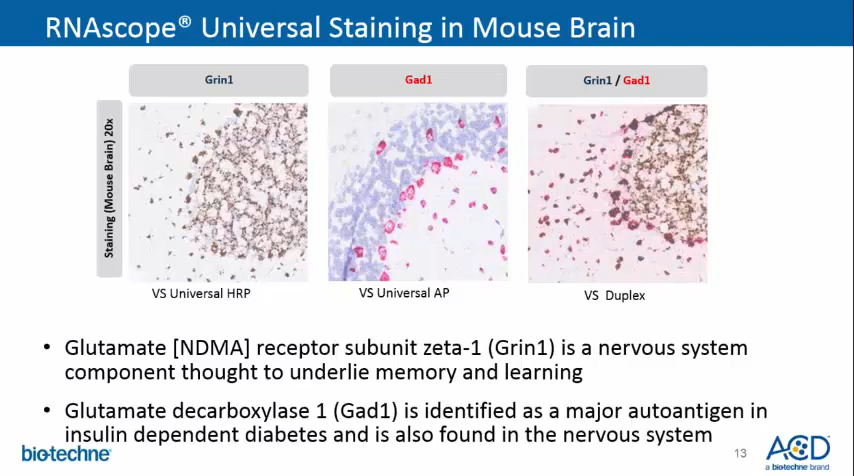 RNAscope® Universal Staining in Mouse Brain
Grin1
Gad1
Grin1 / Gad1
Staining (Mouse Brain) 20x
VS Universal HRP
VS Universal AP
VS Duplex
• Glutamate [NDMA] receptor subunit zeta-1 (Grin1) is a nervous system
component thought to underlie memory and learning
• Glutamate decarboxylase 1 (Gad1) is identified as a major autoantigen in
insulin dependent diabetes and is also found in the nervous system
bio-techne®
13
ACD
a biotechne brand